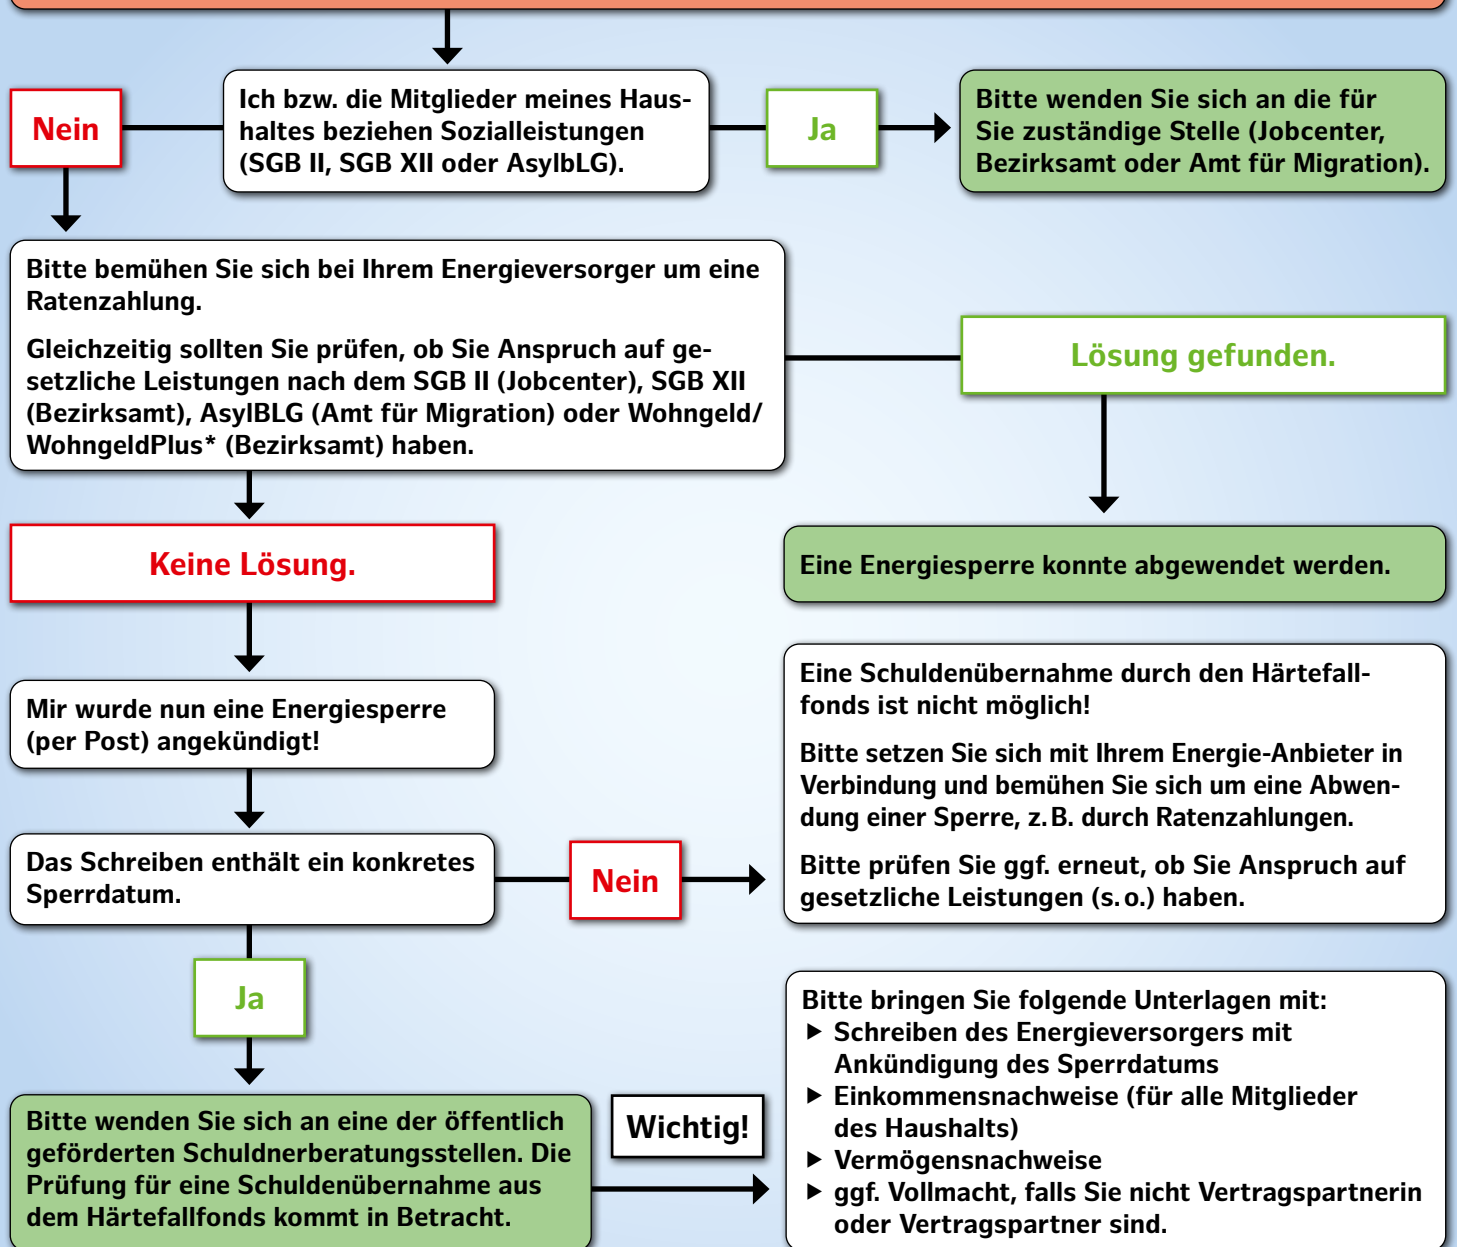 Nein
Ich bzw. die Mitglieder meines Haus-
haltes beziehen Sozialleistungen
(SGB II, SGB XII oder AsylbLG).
Ja
Bitte wenden Sie sich an die für
Sie zuständige Stelle (Jobcenter,
Bezirksamt oder Amt für Migration).
Bitte bemühen Sie sich bei Ihrem Energieversorger um eine
Ratenzahlung.
Gleichzeitig sollten Sie prüfen, ob Sie Anspruch auf ge-
setzliche Leistungen nach dem SGB II (Jobcenter), SGB XII
(Bezirksamt), AsylBLG (Amt für Migration) oder Wohngeld/
WohngeldPlus* (Bezirksamt) haben.
Lösung gefunden.
Keine Lösung.
Eine Energiesperre konnte abgewendet werden.
Mir wurde nun eine Energiesperre
(per Post) angekündigt!
Eine Schuldenübernahme durch den Härtefall-
fonds ist nicht möglich!
Bitte setzen Sie sich mit Ihrem Energie-Anbieter in
Verbindung und bemühen Sie sich um eine Abwen-
dung einer Sperre, z.B. durch Ratenzahlungen.
Bitte prüfen Sie ggf. erneut, ob Sie Anspruch auf
gesetzliche Leistungen (s.o.) haben.
Das Schreiben enthält ein konkretes
Sperrdatum.
Nein
Ja
Bitte wenden Sie sich an eine der öffentlich
geförderten Schuldnerberatungsstellen. Die
Prüfung für eine Schuldenübernahme aus
dem Härtefallfonds kommt in Betracht.
Wichtig!
Bitte bringen Sie folgende Unterlagen mit:
▶ Schreiben des Energieversorgers mit
Ankündigung des Sperrdatums
▶ Einkommensnachweise (für alle Mitglieder
des Haushalts)
▶ Vermögensnachweise
▶ ggf. Vollmacht, falls Sie nicht Vertragspartnerin
oder Vertragspartner sind.